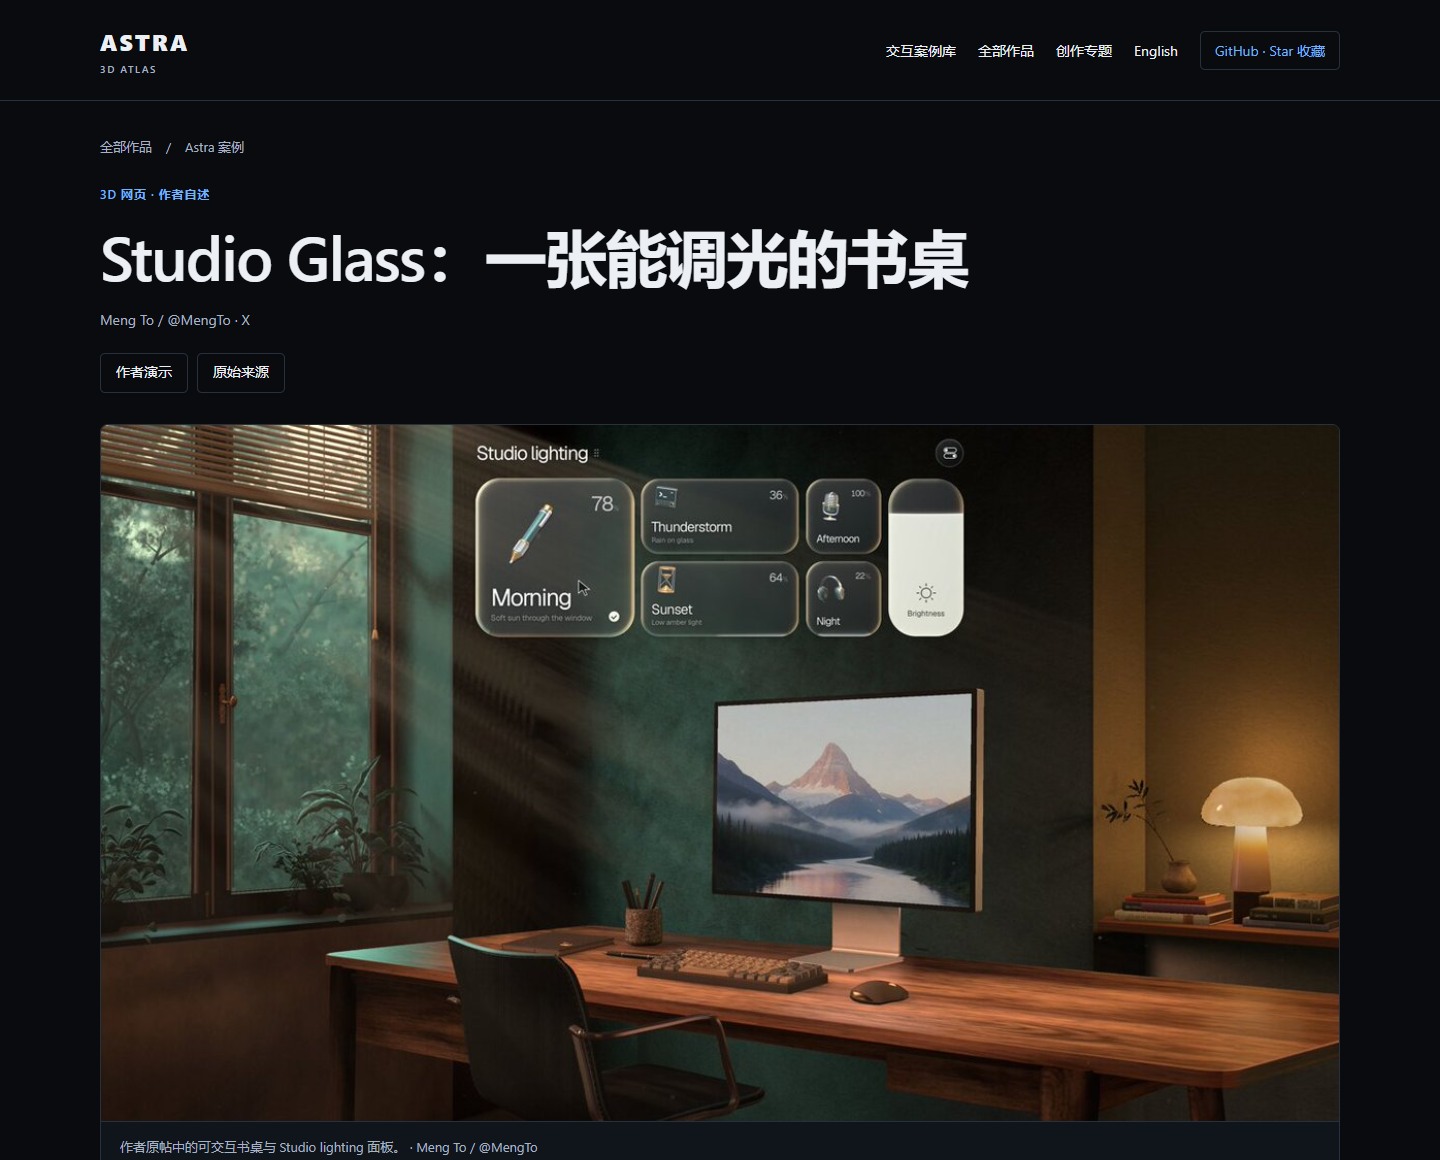 ASTRA
3D ATLAS
交互案例库 全部作品 创作专题 English GitHub · Star 收藏
全部作品 / Astra 案例
3D 网页 · 作者自述
Studio Glass：一张能调光的书桌
Meng To / @MengTo · X
作者演示 原始来源
Studio lighting
78%
Morning
Soft sun through the window
36%
Thunderstorm
Rain on glass
64%
Sunset
Low amber light
100%
Afternoon
22%
Night
Brightness
作者原帖中的可交互书桌与 Studio lighting 面板。 · Meng To / @MengTo